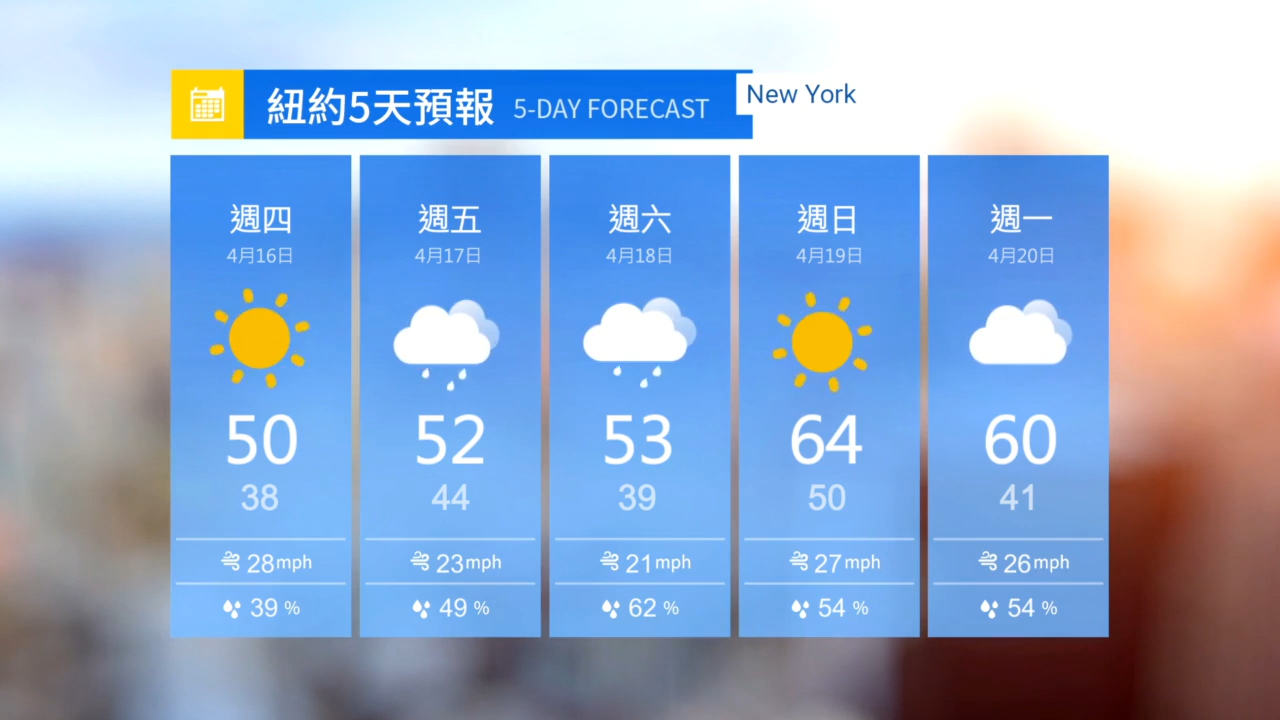 紐約5天預報 5-DAY FORECAST New York
週四
4月16日
50
38
28mph
39 %
週五
4月17日
52
44
23mph
49 %
週六
4月18日
53
39
21mph
62 %
週日
4月19日
64
50
27mph
54 %
週一
4月20日
60
41
26mph
54 %